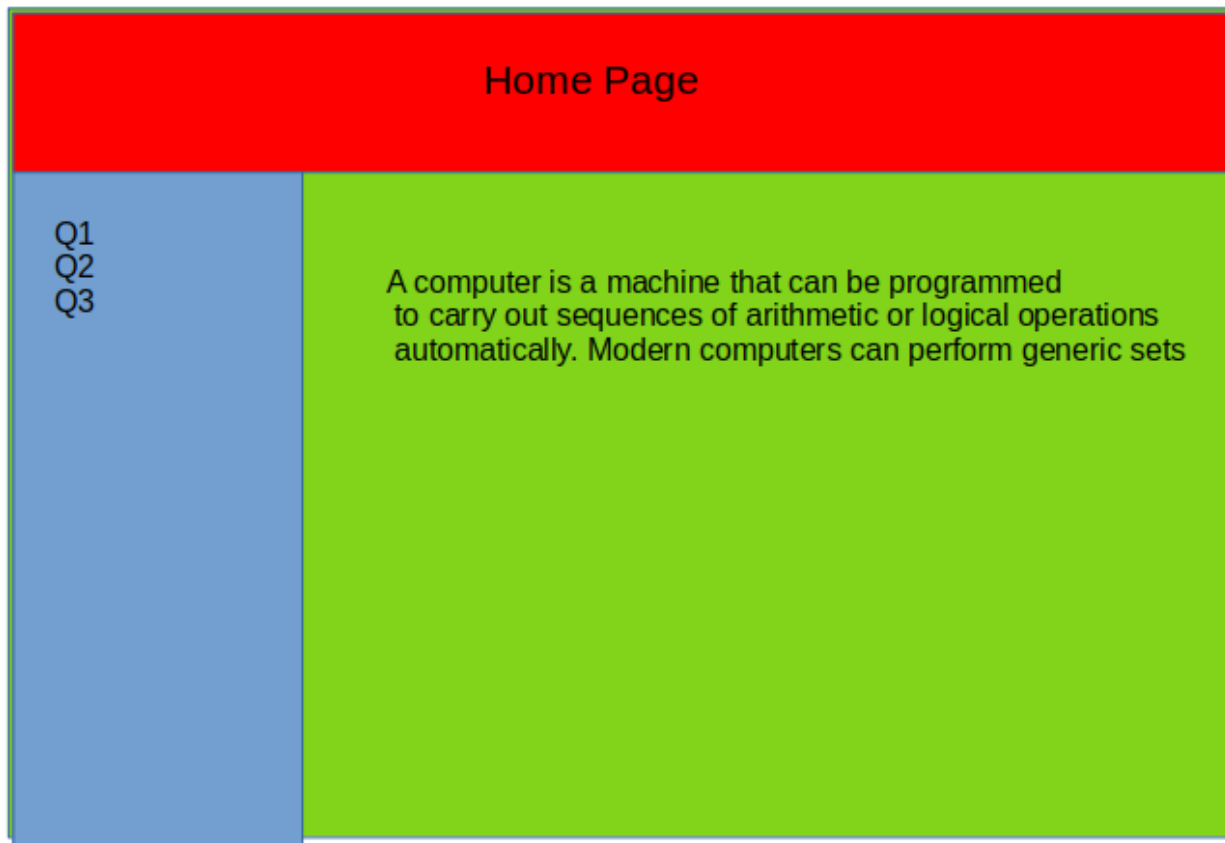 Home Page
Q1
Q2
Q3
A computer is a machine that can be programmed
to carry out sequences of arithmetic or logical operations
automatically. Modern computers can perform generic sets